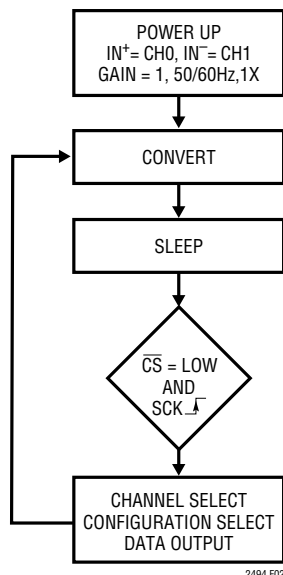 POWER UP
IN⁺= CH0, IN⁻= CH1
GAIN = 1, 50/60Hz,1X
CONVERT
SLEEP
C̅S̅ = LOW
AND
SCK
CHANNEL SELECT
CONFIGURATION SELECT
DATA OUTPUT
2494 F02